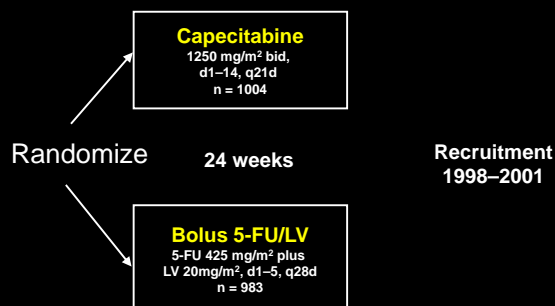 Capecitabine
1250 mg/m² bid,
d1–14, q21d
n = 1004
Randomize
24 weeks
Recruitment
1998–2001
Bolus 5-FU/LV
5-FU 425 mg/m² plus
LV 20mg/m², d1–5, q28d
n = 983